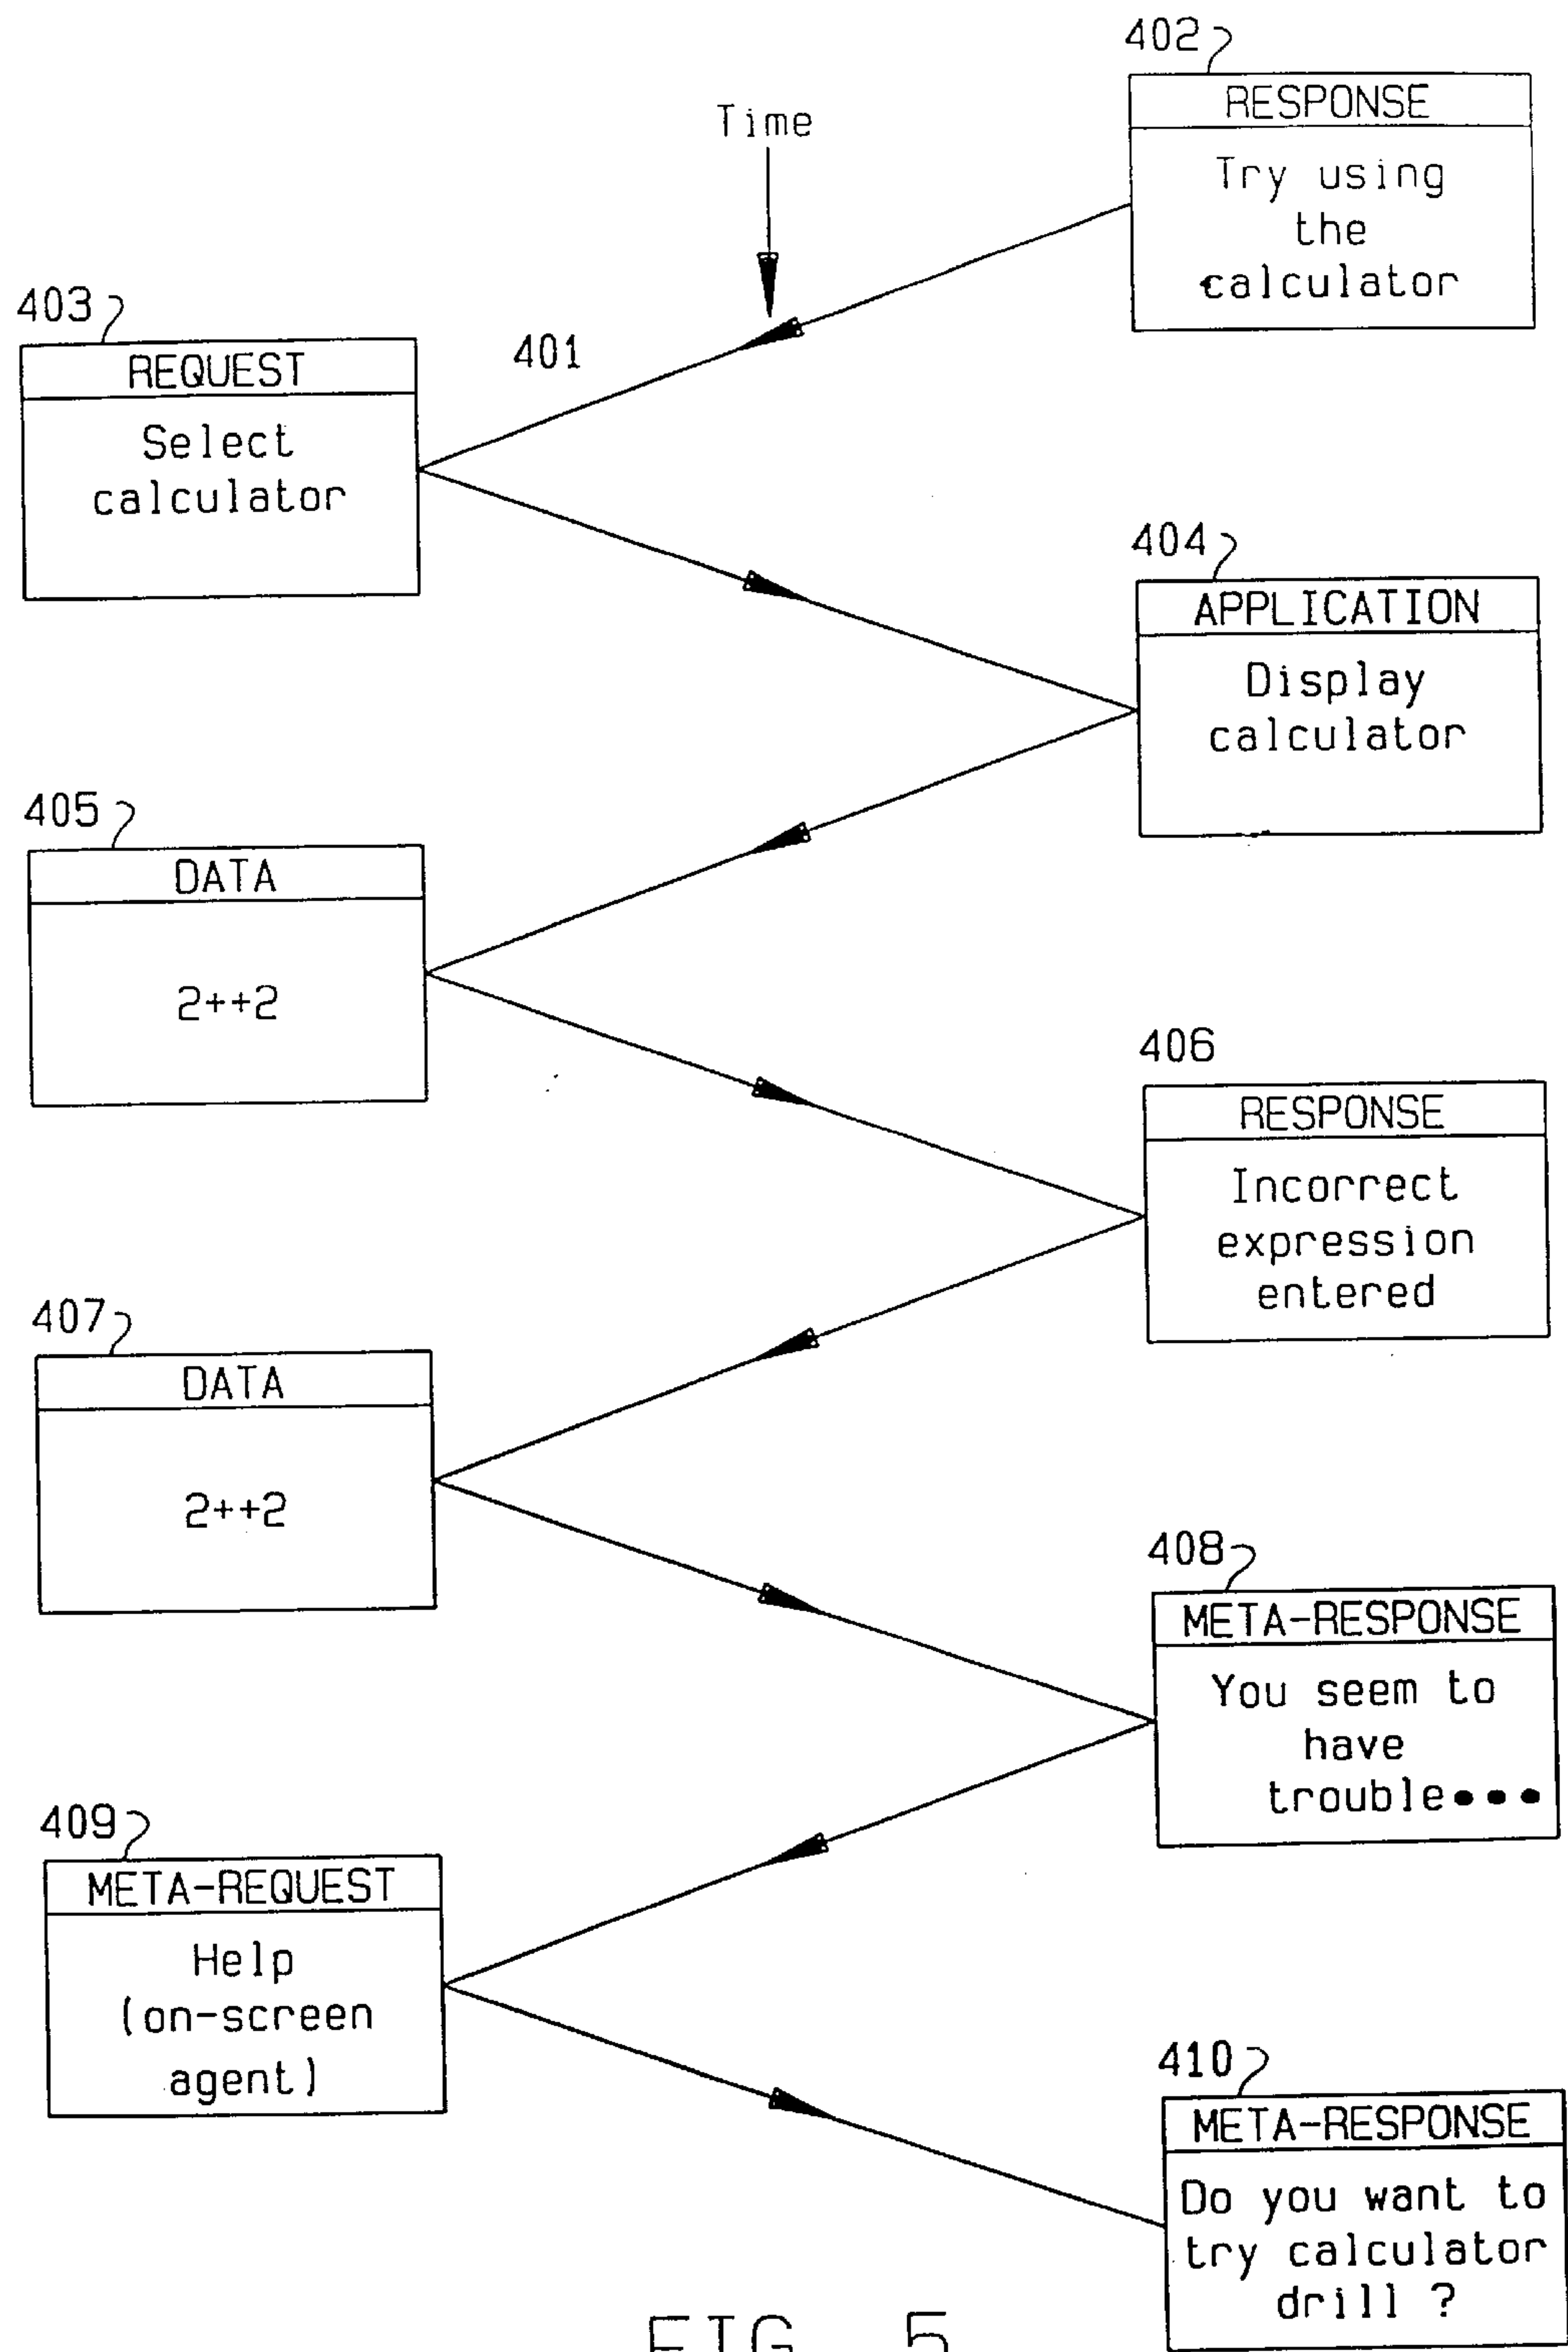 402
RESPONSE
Try using
the
calculator
Time
401
403
REQUEST
Select
calculator
404
APPLICATION
Display
calculator
405
DATA
2++2
406
RESPONSE
Incorrect
expression
entered
407
DATA
2++2
408
META-RESPONSE
You seem to
have
trouble•••
409
META-REQUEST
Help
(on-screen
agent)
410
META-RESPONSE
Do you want to
try calculator
drill ?
FIG. 5